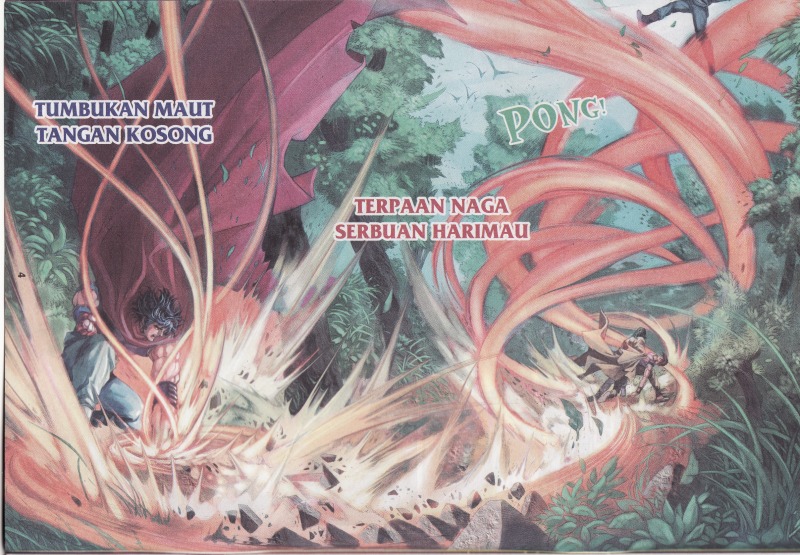 TUMBUKAN MAUT
TANGAN KOSONG
PONG!
TERPAAN NAGA
SERBUAN HARIMAU
4